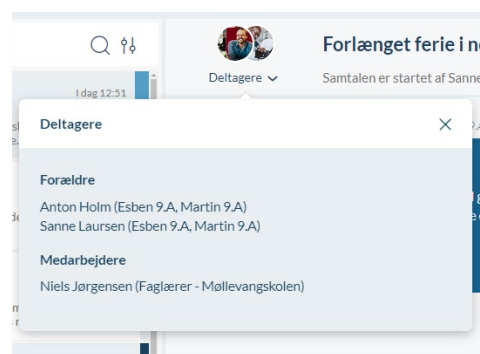 Forlænget ferie i
Deltagere
Samtalen er startet af Sanne
I dag 12:51
Deltagere
Forældre
Anton Holm (Esben 9.A, Martin 9.A)
Sanne Laursen (Esben 9.A, Martin 9.A)
Medarbejdere
Niels Jørgensen (Faglærer - Møllevangskolen)